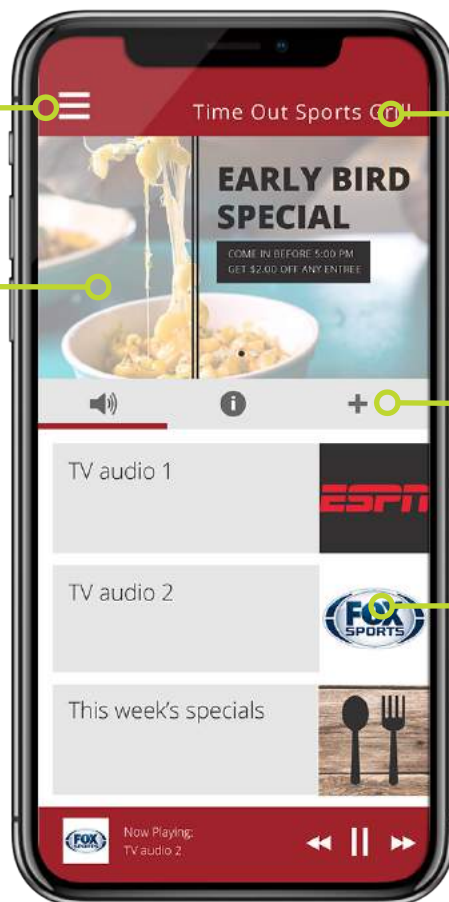 Time Out Sports Grill
EARLY BIRD
SPECIAL
COME IN BEFORE 5:00 PM
GET $2.00 OFF ANY ENTREE
TV audio 1
ESPN
TV audio 2
FOX
SPORTS
This week's specials
FOX
SPORTS
Now Playing:
TV audio 2